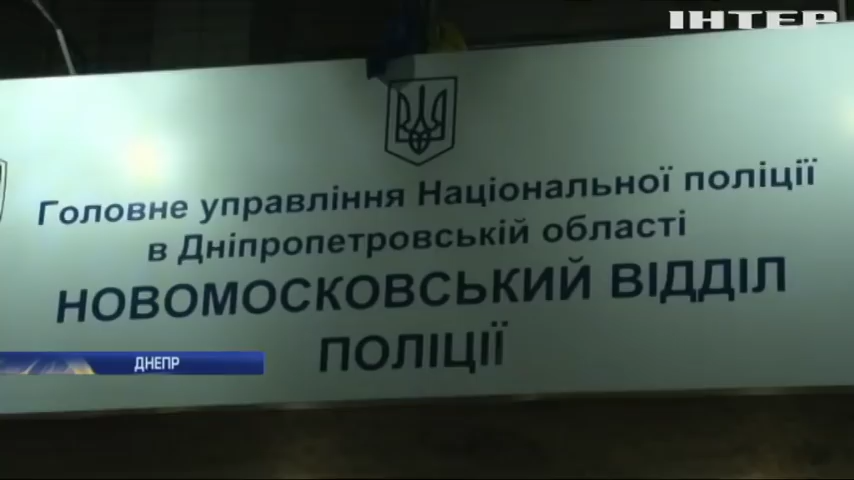 ІНТЕР
Головне управління Національної поліції
в Дніпропетровській області
НОВОМОСКОВСЬКИЙ ВІДДІЛ
ПОЛІЦІЇ
ДНЕПР